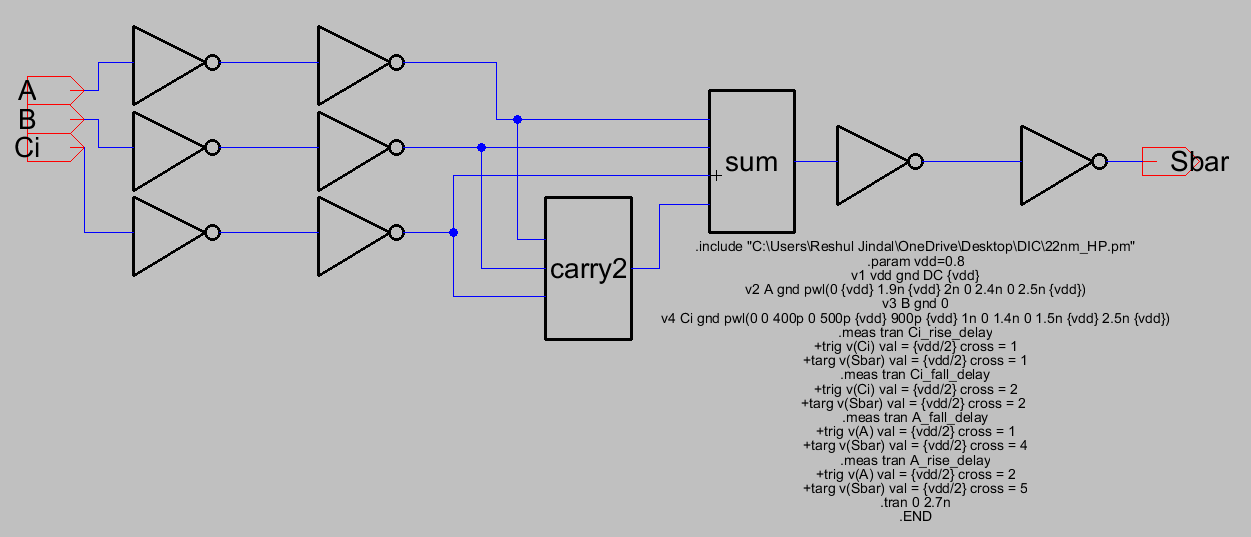 A
B
Ci
sum
carry2
Sbar
.include "C:\Users\Reshul Jindal\OneDrive\Desktop\DIC\22nm_HP.pm"
.param vdd=0.8
v1 vdd gnd DC {vdd}
v2 A gnd pwl(0 {vdd} 1.9n {vdd} 2n 0 2.4n 0 2.5n {vdd})
v3 B gnd 0
v4 Ci gnd pwl(0 0 400p 0 500p {vdd} 900p {vdd} 1n 0 1.4n 0 1.5n {vdd} 2.5n {vdd})
.meas tran Ci_rise_delay
+trig v(Ci) val = {vdd/2} cross = 1
+targ v(Sbar) val = {vdd/2} cross = 1
.meas tran Ci_fall_delay
+trig v(Ci) val = {vdd/2} cross = 2
+targ v(Sbar) val = {vdd/2} cross = 2
.meas tran A_fall_delay
+trig v(A) val = {vdd/2} cross = 1
+targ v(Sbar) val = {vdd/2} cross = 4
.meas tran A_rise_delay
+trig v(A) val = {vdd/2} cross = 2
+targ v(Sbar) val = {vdd/2} cross = 5
.tran 0 2.7n
.END